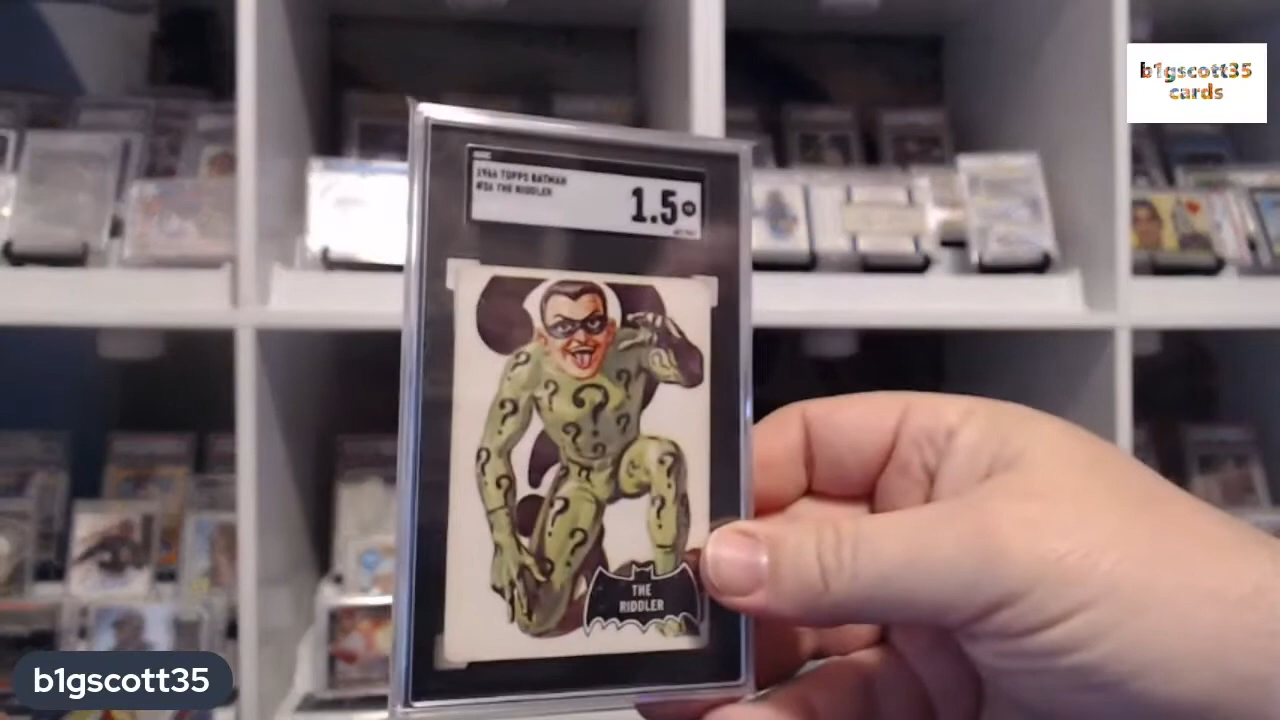 b1gscott35
cards
1966 TOPPS BATMAN
THE RIDDLER
1.5
THE
RIDDLER
b1gscott35